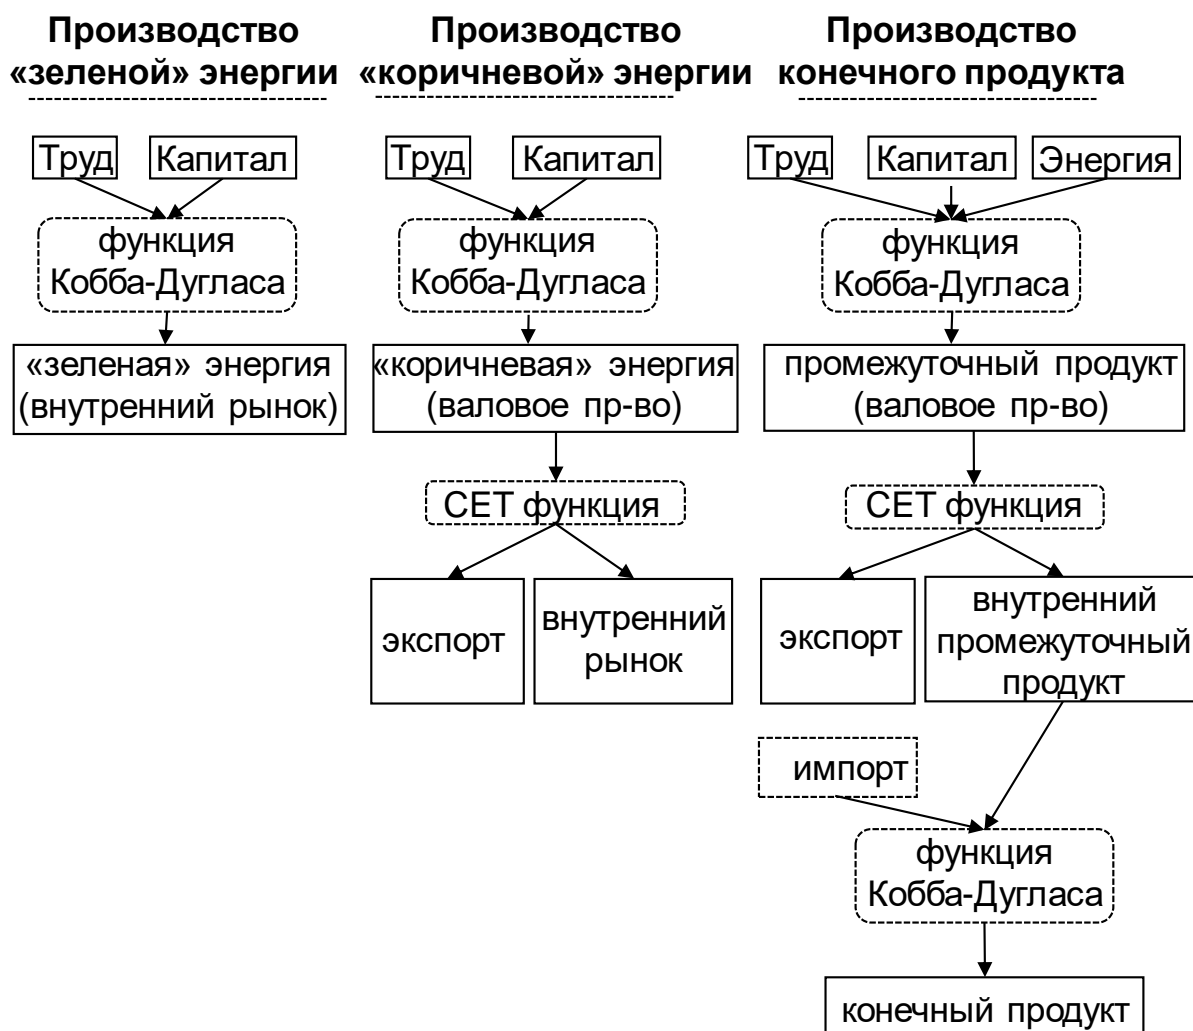 Производство
«зеленой» энергии
Труд
Капитал
функция
Кобба-Дугласа
«зеленая» энергия
(внутренний рынок)
Производство
«коричневой» энергии
Труд
Капитал
функция
Кобба-Дугласа
«коричневая» энергия
(валовое пр-во)
CET функция
экспорт
внутренний
рынок
Производство
конечного продукта
Труд
Капитал
Энергия
функция
Кобба-Дугласа
промежуточный продукт
(валовое пр-во)
CET функция
экспорт
внутренний
промежуточный
продукт
импорт
функция
Кобба-Дугласа
конечный продукт